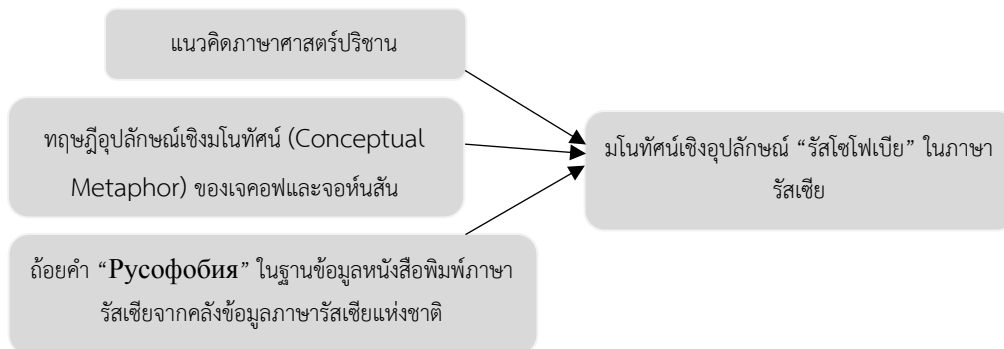 แนวคิดภาษาศาสตร์ปริชาน
ทฤษฎีอุปลักษณ์เชิงมโนทัศน์ (Conceptual
Metaphor) ของเจคอฟและจอห์นสัน
ถ้อยคำ “Русофобия” ในฐานข้อมูลหนังสือพิมพ์ภาษา
รัสเซียจากคลังข้อมูลภาษารัสเซียแห่งชาติ
มโนทัศน์เชิงอุปลักษณ์ “รัสโซโฟเบีย” ในภาษา
รัสเซีย